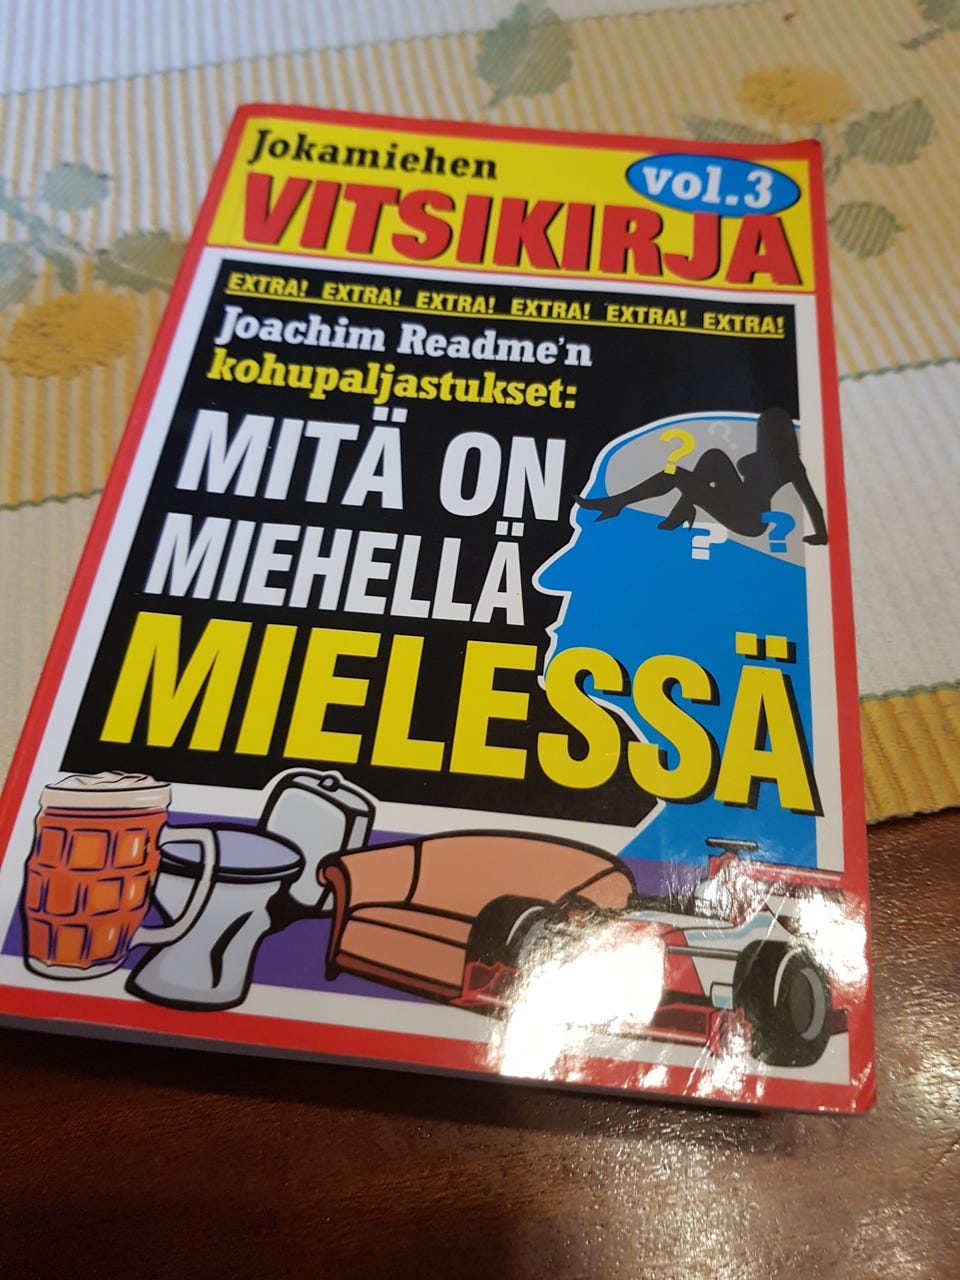 Jokamiehen
vol.3
VITSIKIRJA
EXTRA! EXTRA! EXTRA! EXTRA! EXTRA! EXTRA!
Joachim Readme'n
kohupaljastukset:
MITÄ ON
MIEHELLÄ
MIELESSÄ
? ?
? ?